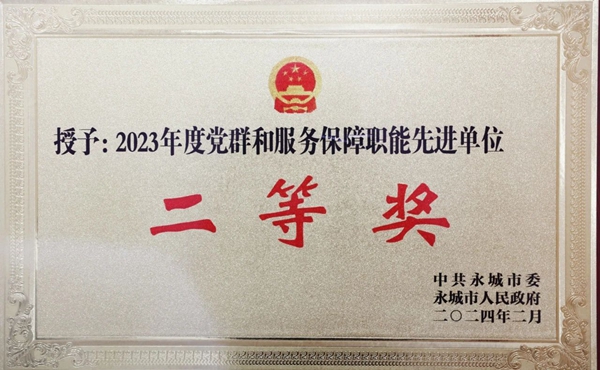 授予：2023年度党群和服务保障职能先进单位
二等奖
中共永城市委
永城市人民政府
二〇二四年二月